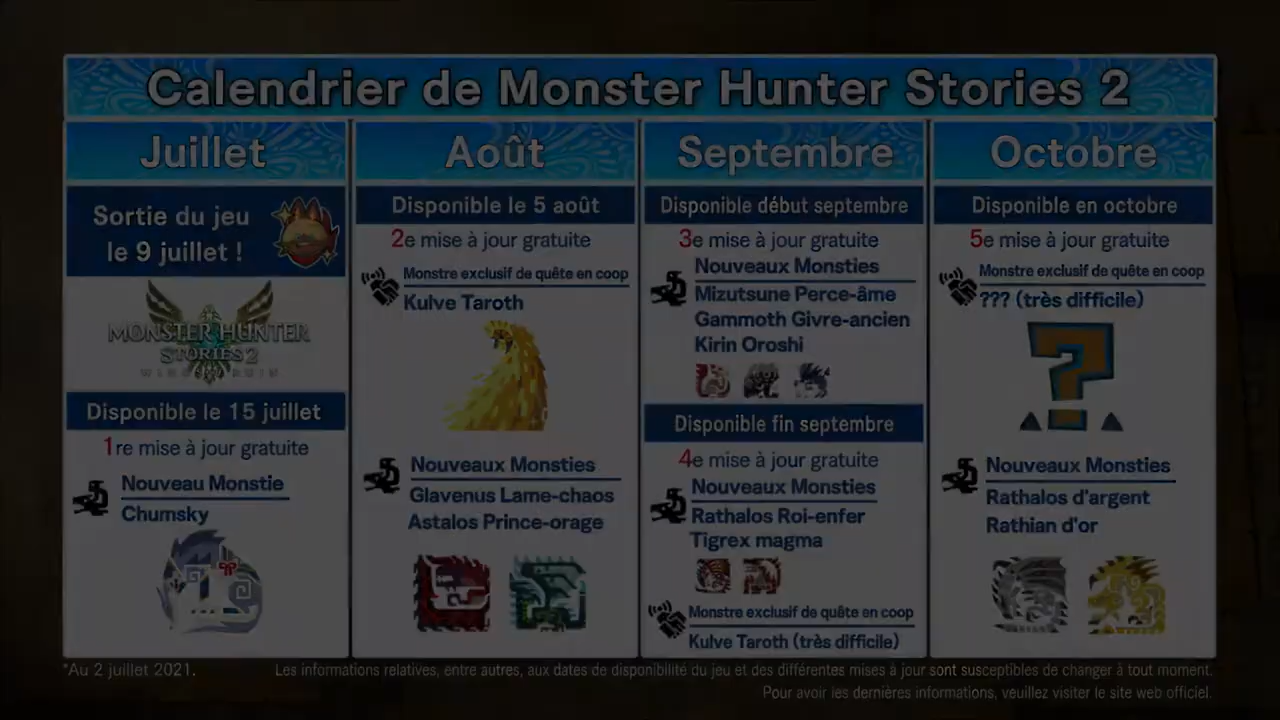 Calendrier de Monster Hunter Stories 2
Juillet
Sortie du jeu
le 9 juillet !
MONSTER HUNTER
STORIES 2
WINGS OF RUIN
Disponible le 15 juillet
1re mise à jour gratuite
Nouveau Monstie
Chumsky
Août
Disponible le 5 août
2e mise à jour gratuite
Monstre exclusif de quête en coop
Kulve Taroth
Nouveaux Monsties
Glavenus Lame-chaos
Astalos Prince-orage
Septembre
Disponible début septembre
3e mise à jour gratuite
Nouveaux Monsties
Mizutsune Perce-âme
Gammoth Givre-ancien
Kirin Oroshi
Disponible fin septembre
4e mise à jour gratuite
Nouveaux Monsties
Rathalos Roi-enfer
Tigrex magma
Monstre exclusif de quête en coop
Kulve Taroth (très difficile)
Octobre
Disponible en octobre
5e mise à jour gratuite
Monstre exclusif de quête en coop
??? (très difficile)
?
Nouveaux Monsties
Rathalos d'argent
Rathian d'or
*Au 2 juillet 2021.
Les informations relatives, entre autres, aux dates de disponibilité du jeu et des différentes mises à jour sont susceptibles de changer à tout moment.
Pour avoir les dernières informations, veuillez visiter le site web officiel.